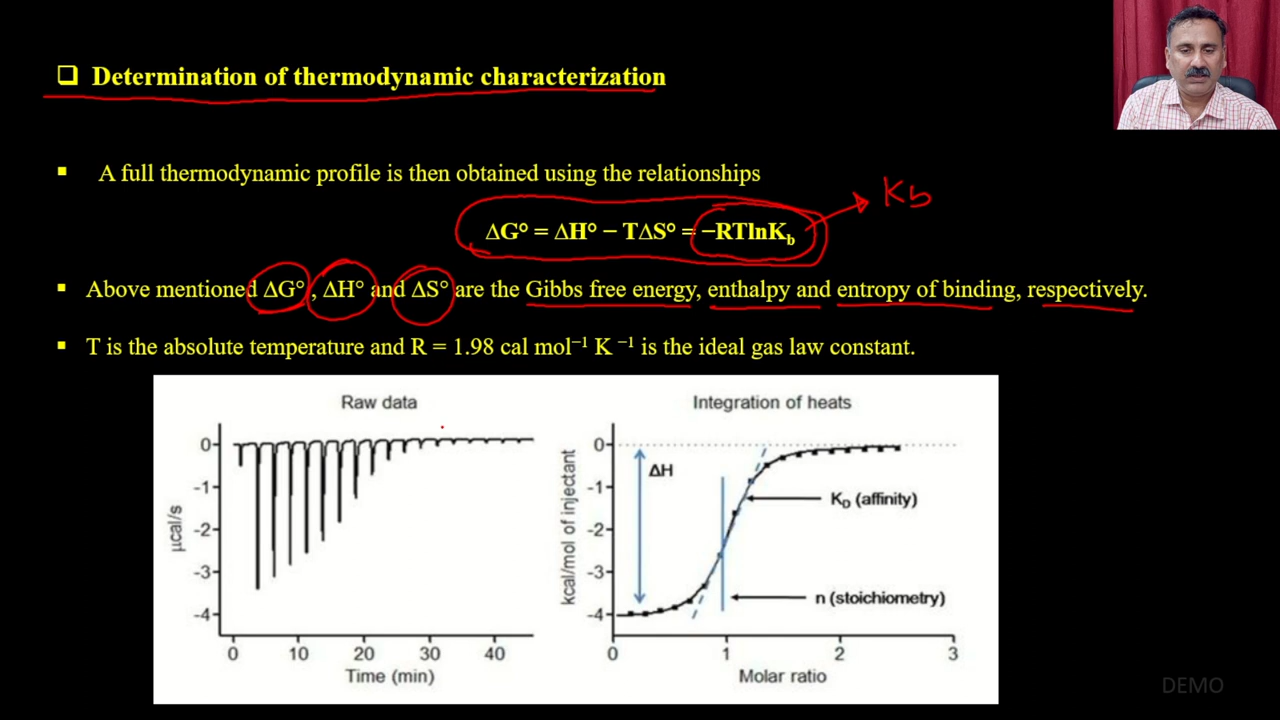 ❑ Determination of thermodynamic characterization
▪ A full thermodynamic profile is then obtained using the relationships
Kb
ΔG° = ΔH° − TΔS° = −RTlnK_b
▪ Above mentioned ΔG° , ΔH° and ΔS° are the Gibbs free energy, enthalpy and entropy of binding, respectively.
▪ T is the absolute temperature and R = 1.98 cal mol⁻¹ K ⁻¹ is the ideal gas law constant.
Raw data
0
-1
-2
-3
-4
μcal/s
0 10 20 30 40
Time (min)
Integration of heats
0
-1
-2
-3
-4
kcal/mol of injectant
ΔH
K_D (affinity)
n (stoichiometry)
0 1 2 3
Molar ratio
DEMO